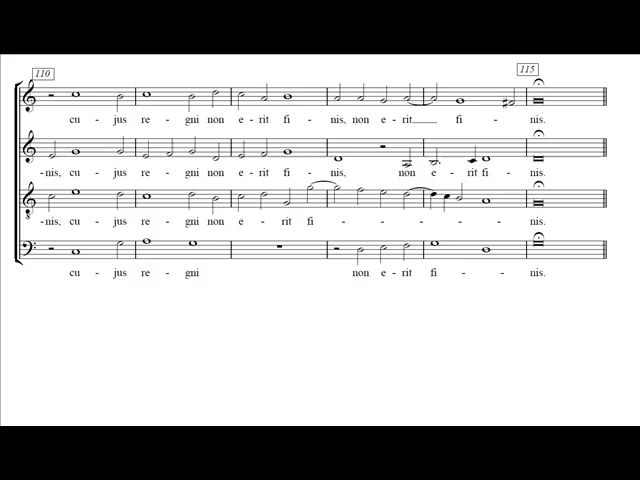 110 115
cu - jus re - gni non e - rit fi - nis, non erit fi - nis.
-nis, cu - jus re - gni non e - rit fi - nis, non e - rit fi - nis.
-nis, cu - jus re - gni non e - rit fi - - - nis.
8
cu - jus re - gni non e - rit fi - nis.